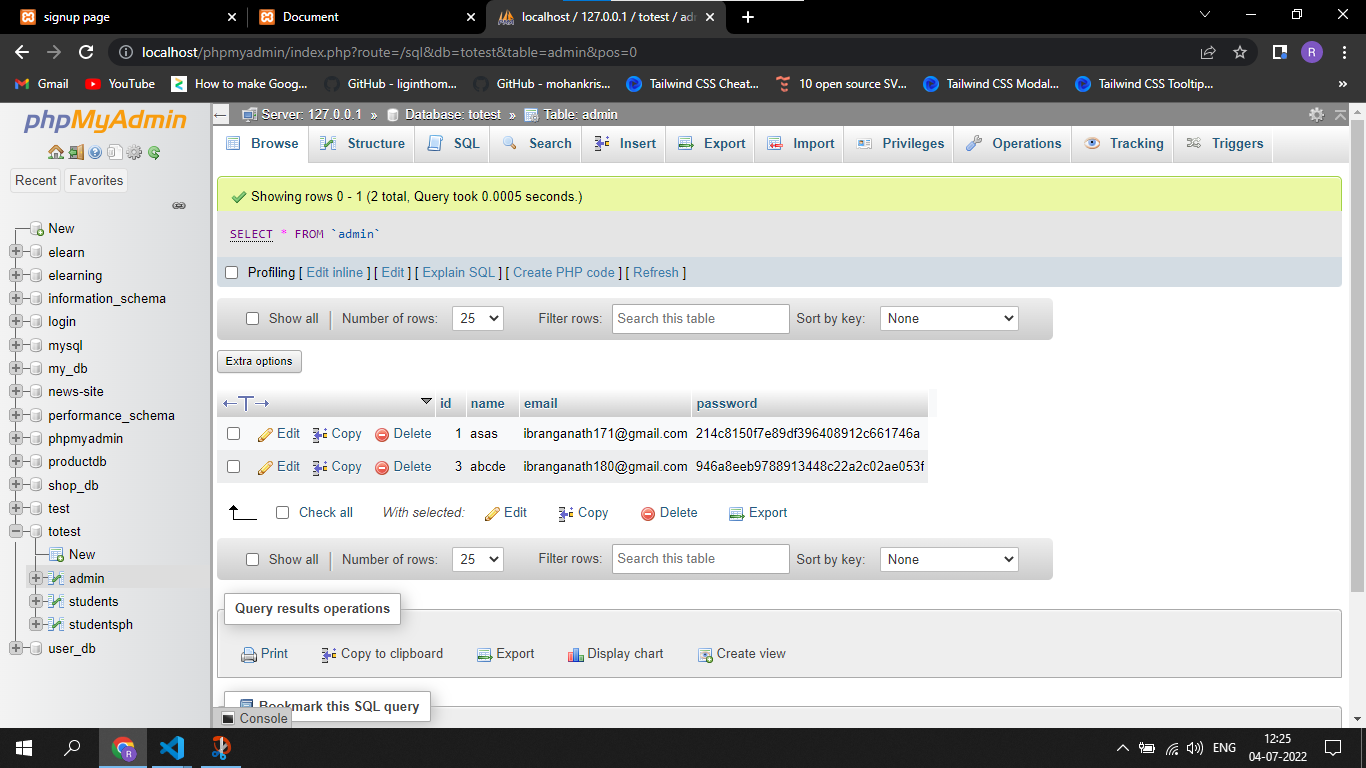 signup page
Document
localhost / 127.0.0.1 / totest / adm
localhost/phpmyadmin/index.php?route=/sql&db=totest&table=admin&pos=0
R
Gmail
YouTube
How to make Goog...
GitHub - liginthom...
GitHub - mohankris...
Tailwind CSS Cheat...
10 open source SV...
Tailwind CSS Modal...
Tailwind CSS Tooltip...
phpMyAdmin
Recent
Favorites
New
elearn
elearning
information_schema
login
mysql
my_db
news-site
performance_schema
phpmyadmin
productdb
shop_db
test
totest
New
admin
students
studentsph
user_db
Server: 127.0.0.1 » Database: totest » Table: admin
Browse Structure SQL Search Insert Export Import Privileges Operations Tracking Triggers
Showing rows 0 - 1 (2 total, Query took 0.0005 seconds.)
SELECT * FROM `admin`
Profiling [ Edit inline ] [ Edit ] [ Explain SQL ] [ Create PHP code ] [ Refresh ]
Show all | Number of rows: 25 Filter rows: Search this table Sort by key: None
Extra options
id name email password
Edit Copy Delete 1 asas ibranganath171@gmail.com 214c8150f7e89df396408912c661746a
Edit Copy Delete 3 abcde ibranganath180@gmail.com 946a8eeb9788913448c22a2c02ae053f
Check all With selected: Edit Copy Delete Export
Show all | Number of rows: 25 Filter rows: Search this table Sort by key: None
Query results operations
Print Copy to clipboard Export Display chart Create view
Bookmark this SQL query
Console
R
ENG
12:25
04-07-2022